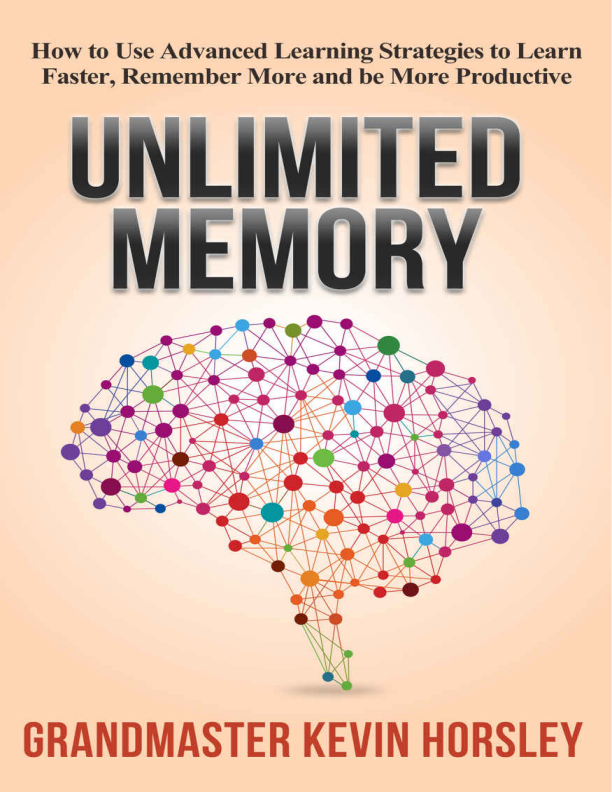 How to Use Advanced Learning Strategies to Learn
Faster, Remember More and be More Productive
UNLIMITED
MEMORY
GRANDMASTER KEVIN HORSLEY